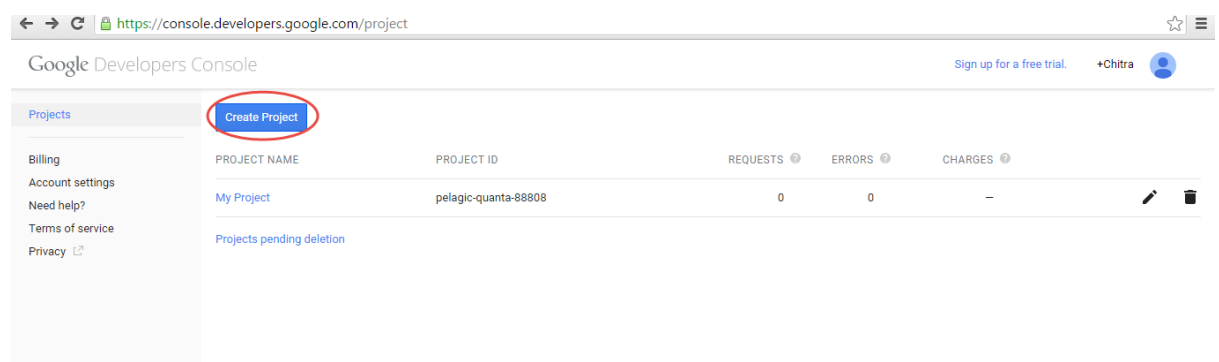 https://console.developers.google.com/project
Google Developers Console
Sign up for a free trial.
+Chitra
Projects
Create Project
Billing
Account settings
Need help?
Terms of service
Privacy
PROJECT NAME
PROJECT ID
REQUESTS
ERRORS
CHARGES
My Project
pelagic-quanta-88808
0
0
–
Projects pending deletion